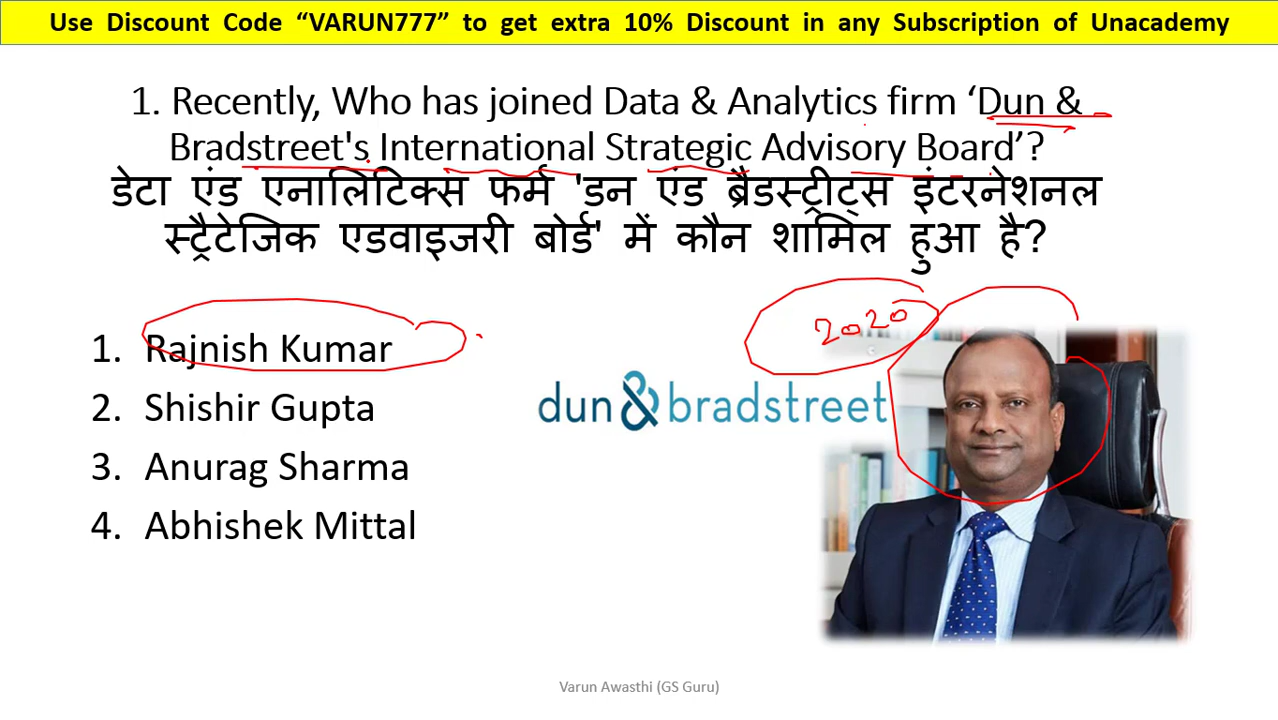 Use Discount Code “VARUN777” to get extra 10% Discount in any Subscription of Unacademy
1. Recently, Who has joined Data & Analytics firm ‘Dun &
Bradstreet's International Strategic Advisory Board’?
डेटा एंड एनालिटिक्स फर्म 'डन एंड ब्रैडस्ट्रीट्स इंटरनेशनल
स्ट्रैटेजिक एडवाइजरी बोर्ड' में कौन शामिल हुआ है?
1. Rajnish Kumar
2. Shishir Gupta
3. Anurag Sharma
4. Abhishek Mittal
2020
dun & bradstreet
Varun Awasthi (GS Guru)